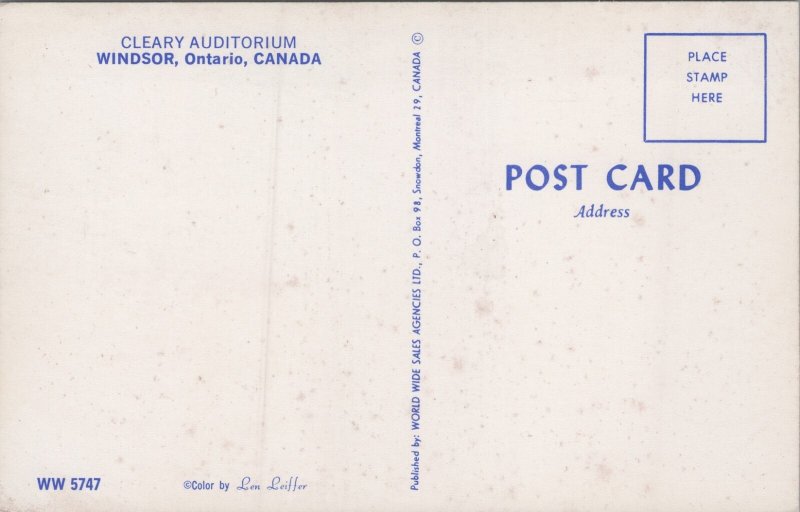 CLEARY AUDITORIUM
WINDSOR, Ontario, CANADA
WW 5747
©Color by Len Leiffer
Published by: WORLD WIDE SALES AGENCIES LTD., P. O. Box 98, Snowdon, Montreal 29, CANADA ©
PLACE
STAMP
HERE
POST CARD
Address